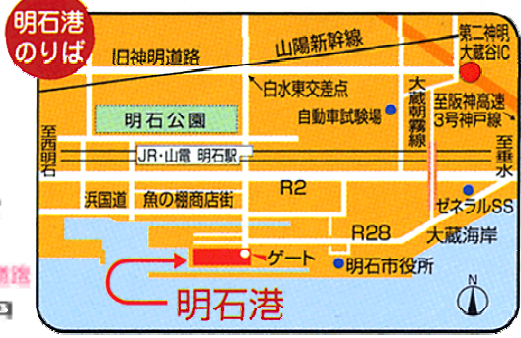 明石港
のりば
第二神明
大蔵谷IC
山陽新幹線
旧神明道路
白水東交差点
大蔵朝霧線
至阪神高速
3号神戸線
自動車試験場
明石公園
至西明石
JR・山電 明石駅
至垂水
R2
浜国道
魚の棚商店街
ゼネラルSS
R28
大蔵海岸
ゲート
明石市役所
明石港
N